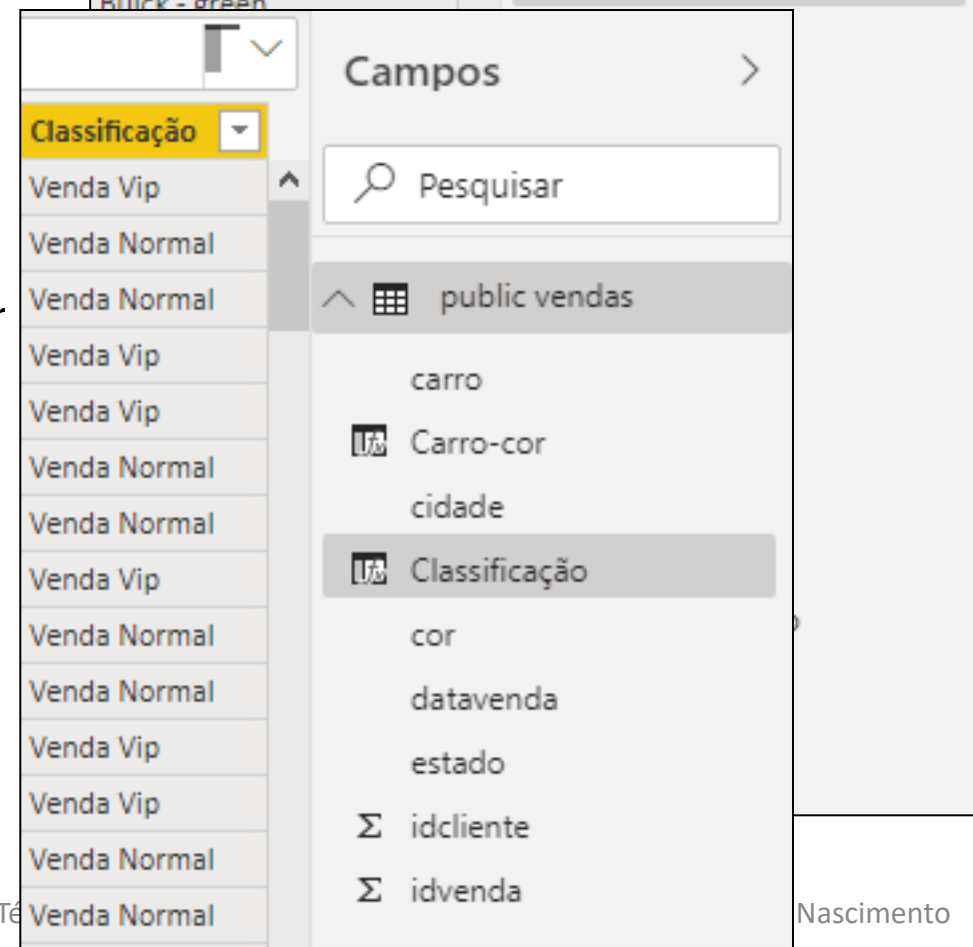 Buick - green
Classificação
Venda Vip
Venda Normal
Venda Normal
Venda Vip
Venda Vip
Venda Normal
Venda Normal
Venda Vip
Venda Normal
Venda Normal
Venda Vip
Venda Vip
Venda Normal
Venda Normal
Campos
Pesquisar
public vendas
carro
Carro-cor
cidade
Classificação
cor
datavenda
estado
Σ idcliente
Σ idvenda
Nascimento